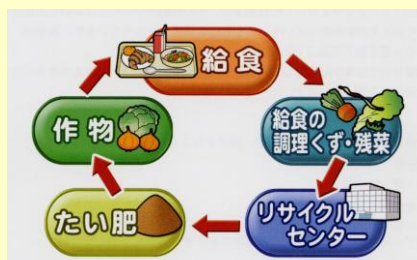 給食
給食の
調理くず・残菜
リサイクル
センター
たい肥
作物